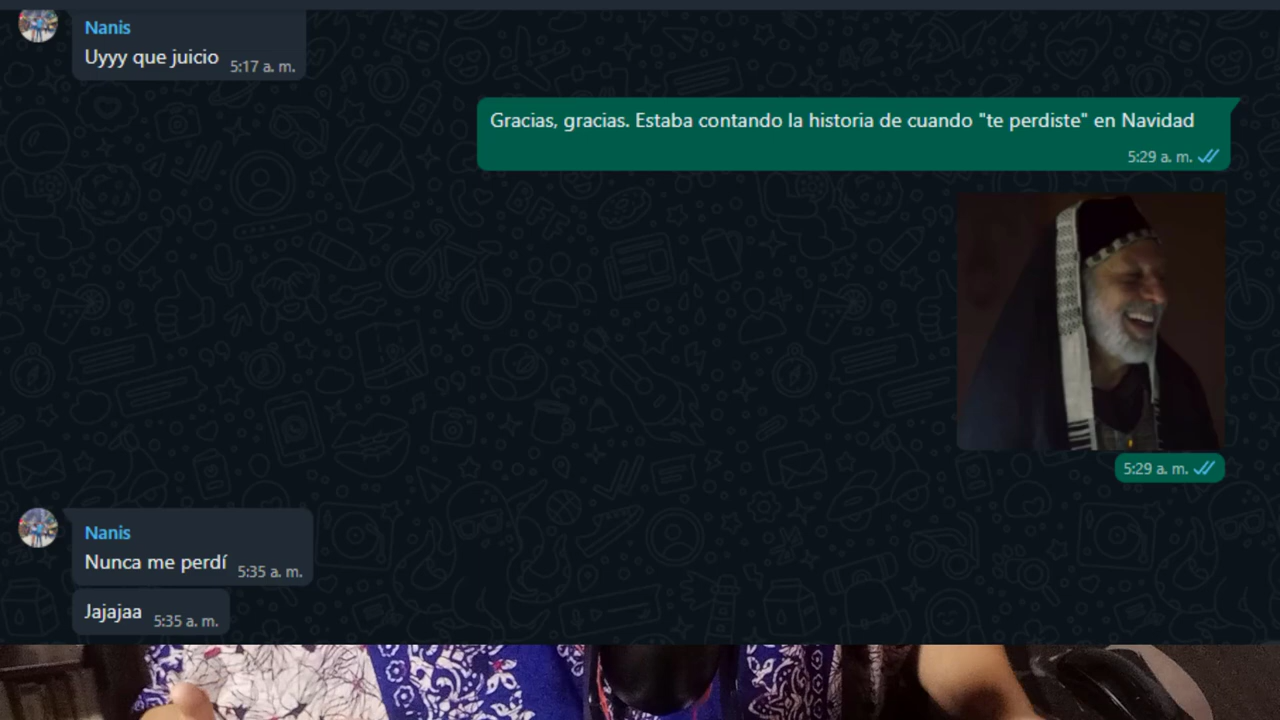 Nanis
Uyyy que juicio 5:17 a. m.
Gracias, gracias. Estaba contando la historia de cuando "te perdiste" en Navidad
5:29 a. m.
5:29 a. m.
Nanis
Nunca me perdí 5:35 a. m.
Jajajaa 5:35 a. m.